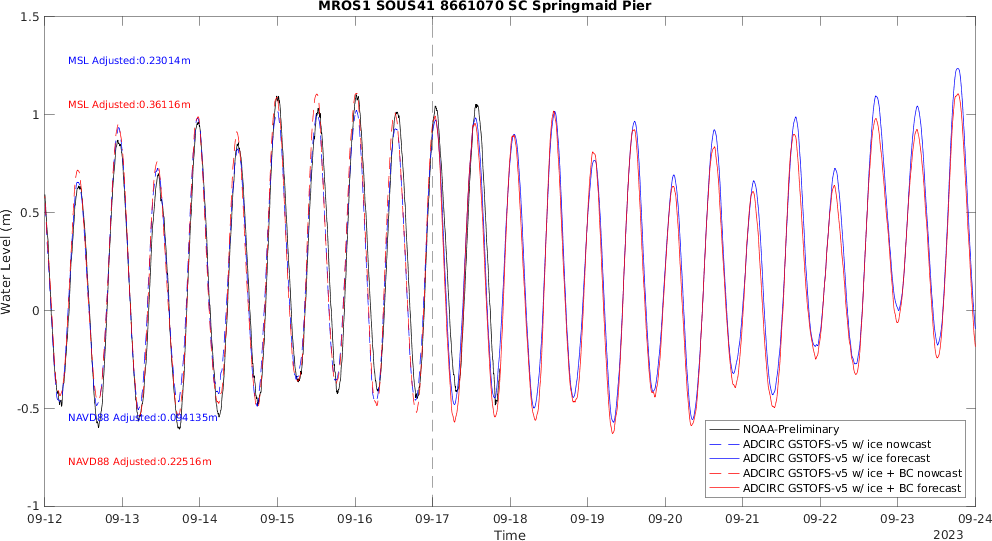 MROS1 SOUS41 8661070 SC Springmaid Pier
1.5
1
0.5
0
-0.5
-1
Water Level (m)
MSL Adjusted:0.23014m
MSL Adjusted:0.36116m
NAVD88 Adjusted:0.094135m
NAVD88 Adjusted:0.22516m
NOAA-Preliminary
ADCIRC GSTOFS-v5 w/ ice nowcast
ADCIRC GSTOFS-v5 w/ ice forecast
ADCIRC GSTOFS-v5 w/ ice + BC nowcast
ADCIRC GSTOFS-v5 w/ ice + BC forecast
09-12 09-13 09-14 09-15 09-16 09-17 09-18 09-19 09-20 09-21 09-22 09-23 09-24
Time
2023